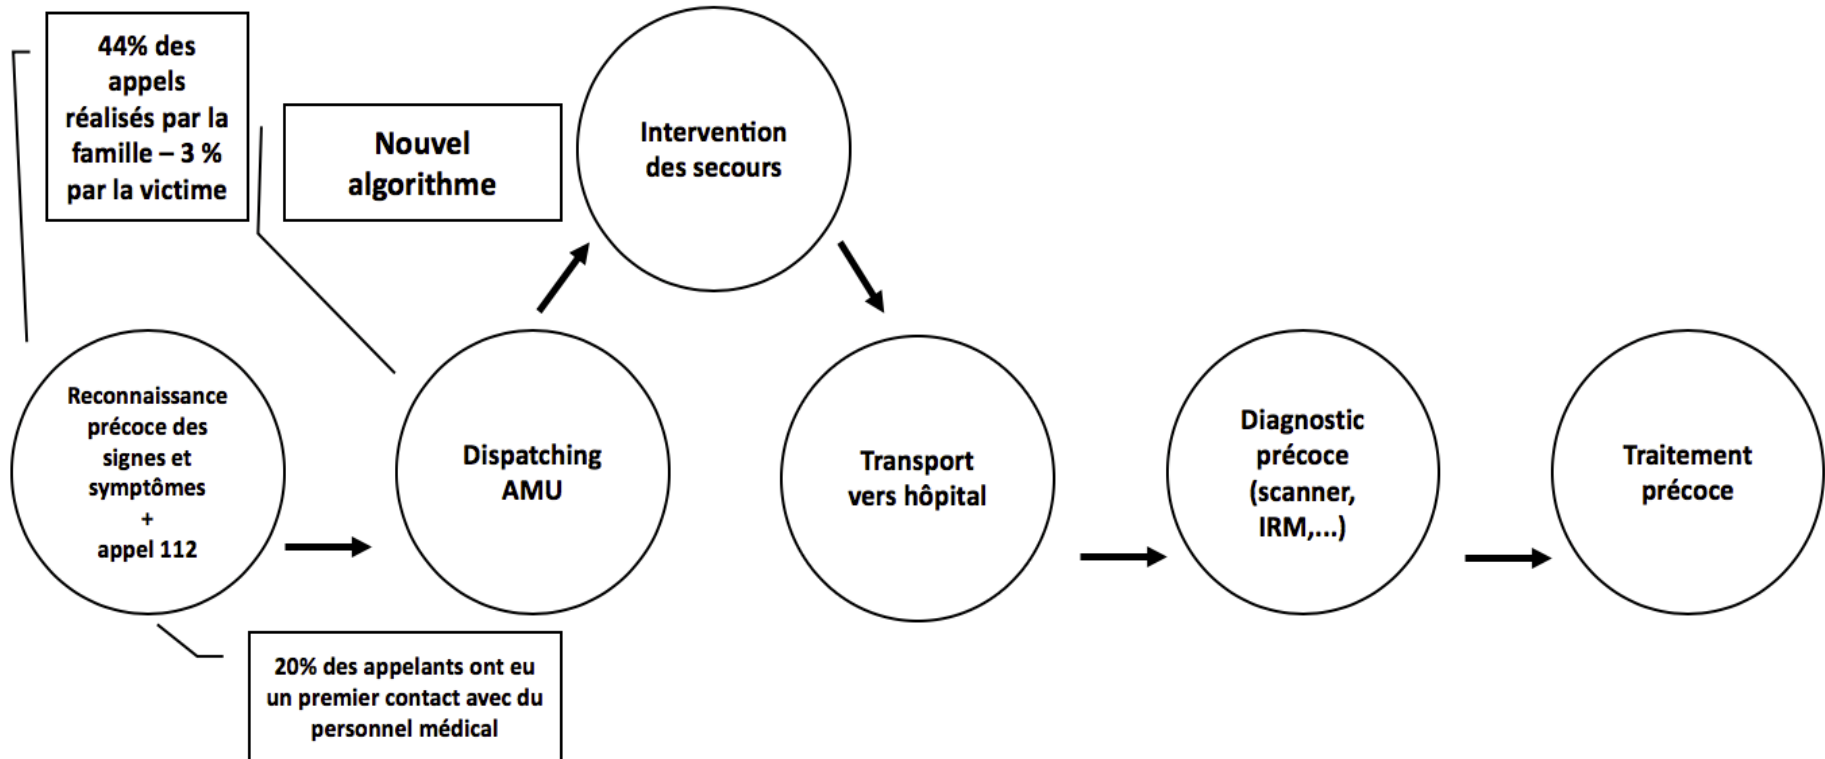 44% des
appels
réalisés par la
famille – 3 %
par la victime
Nouvel
algorithme
Intervention
des secours
Reconnaissance
précoce des
signes et
symptômes
+
appel 112
Dispatching
AMU
Transport
vers hôpital
Diagnostic
précoce
(scanner,
IRM,...)
Traitement
précoce
20% des appelants ont eu
un premier contact avec du
personnel médical